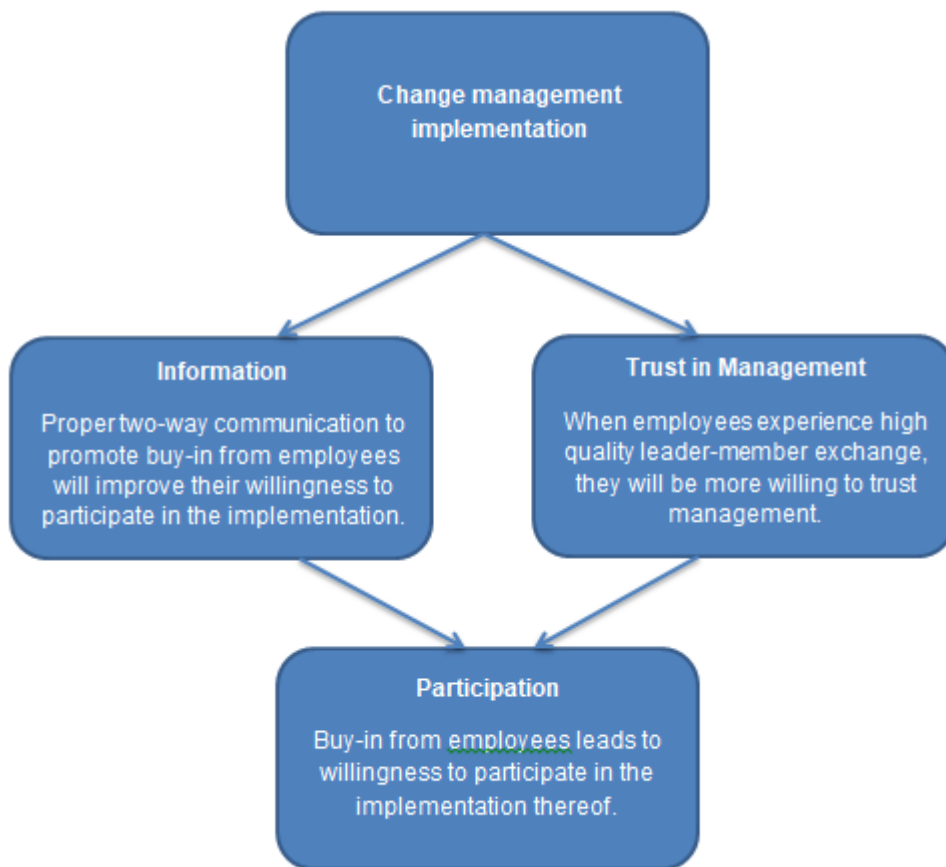 Change management
implementation
Information
Proper two-way communication to
promote buy-in from employees
will improve their willingness to
participate in the implementation.
Trust in Management
When employees experience high
quality leader-member exchange,
they will be more willing to trust
management.
Participation
Buy-in from employees leads to
willingness to participate in the
implementation thereof.